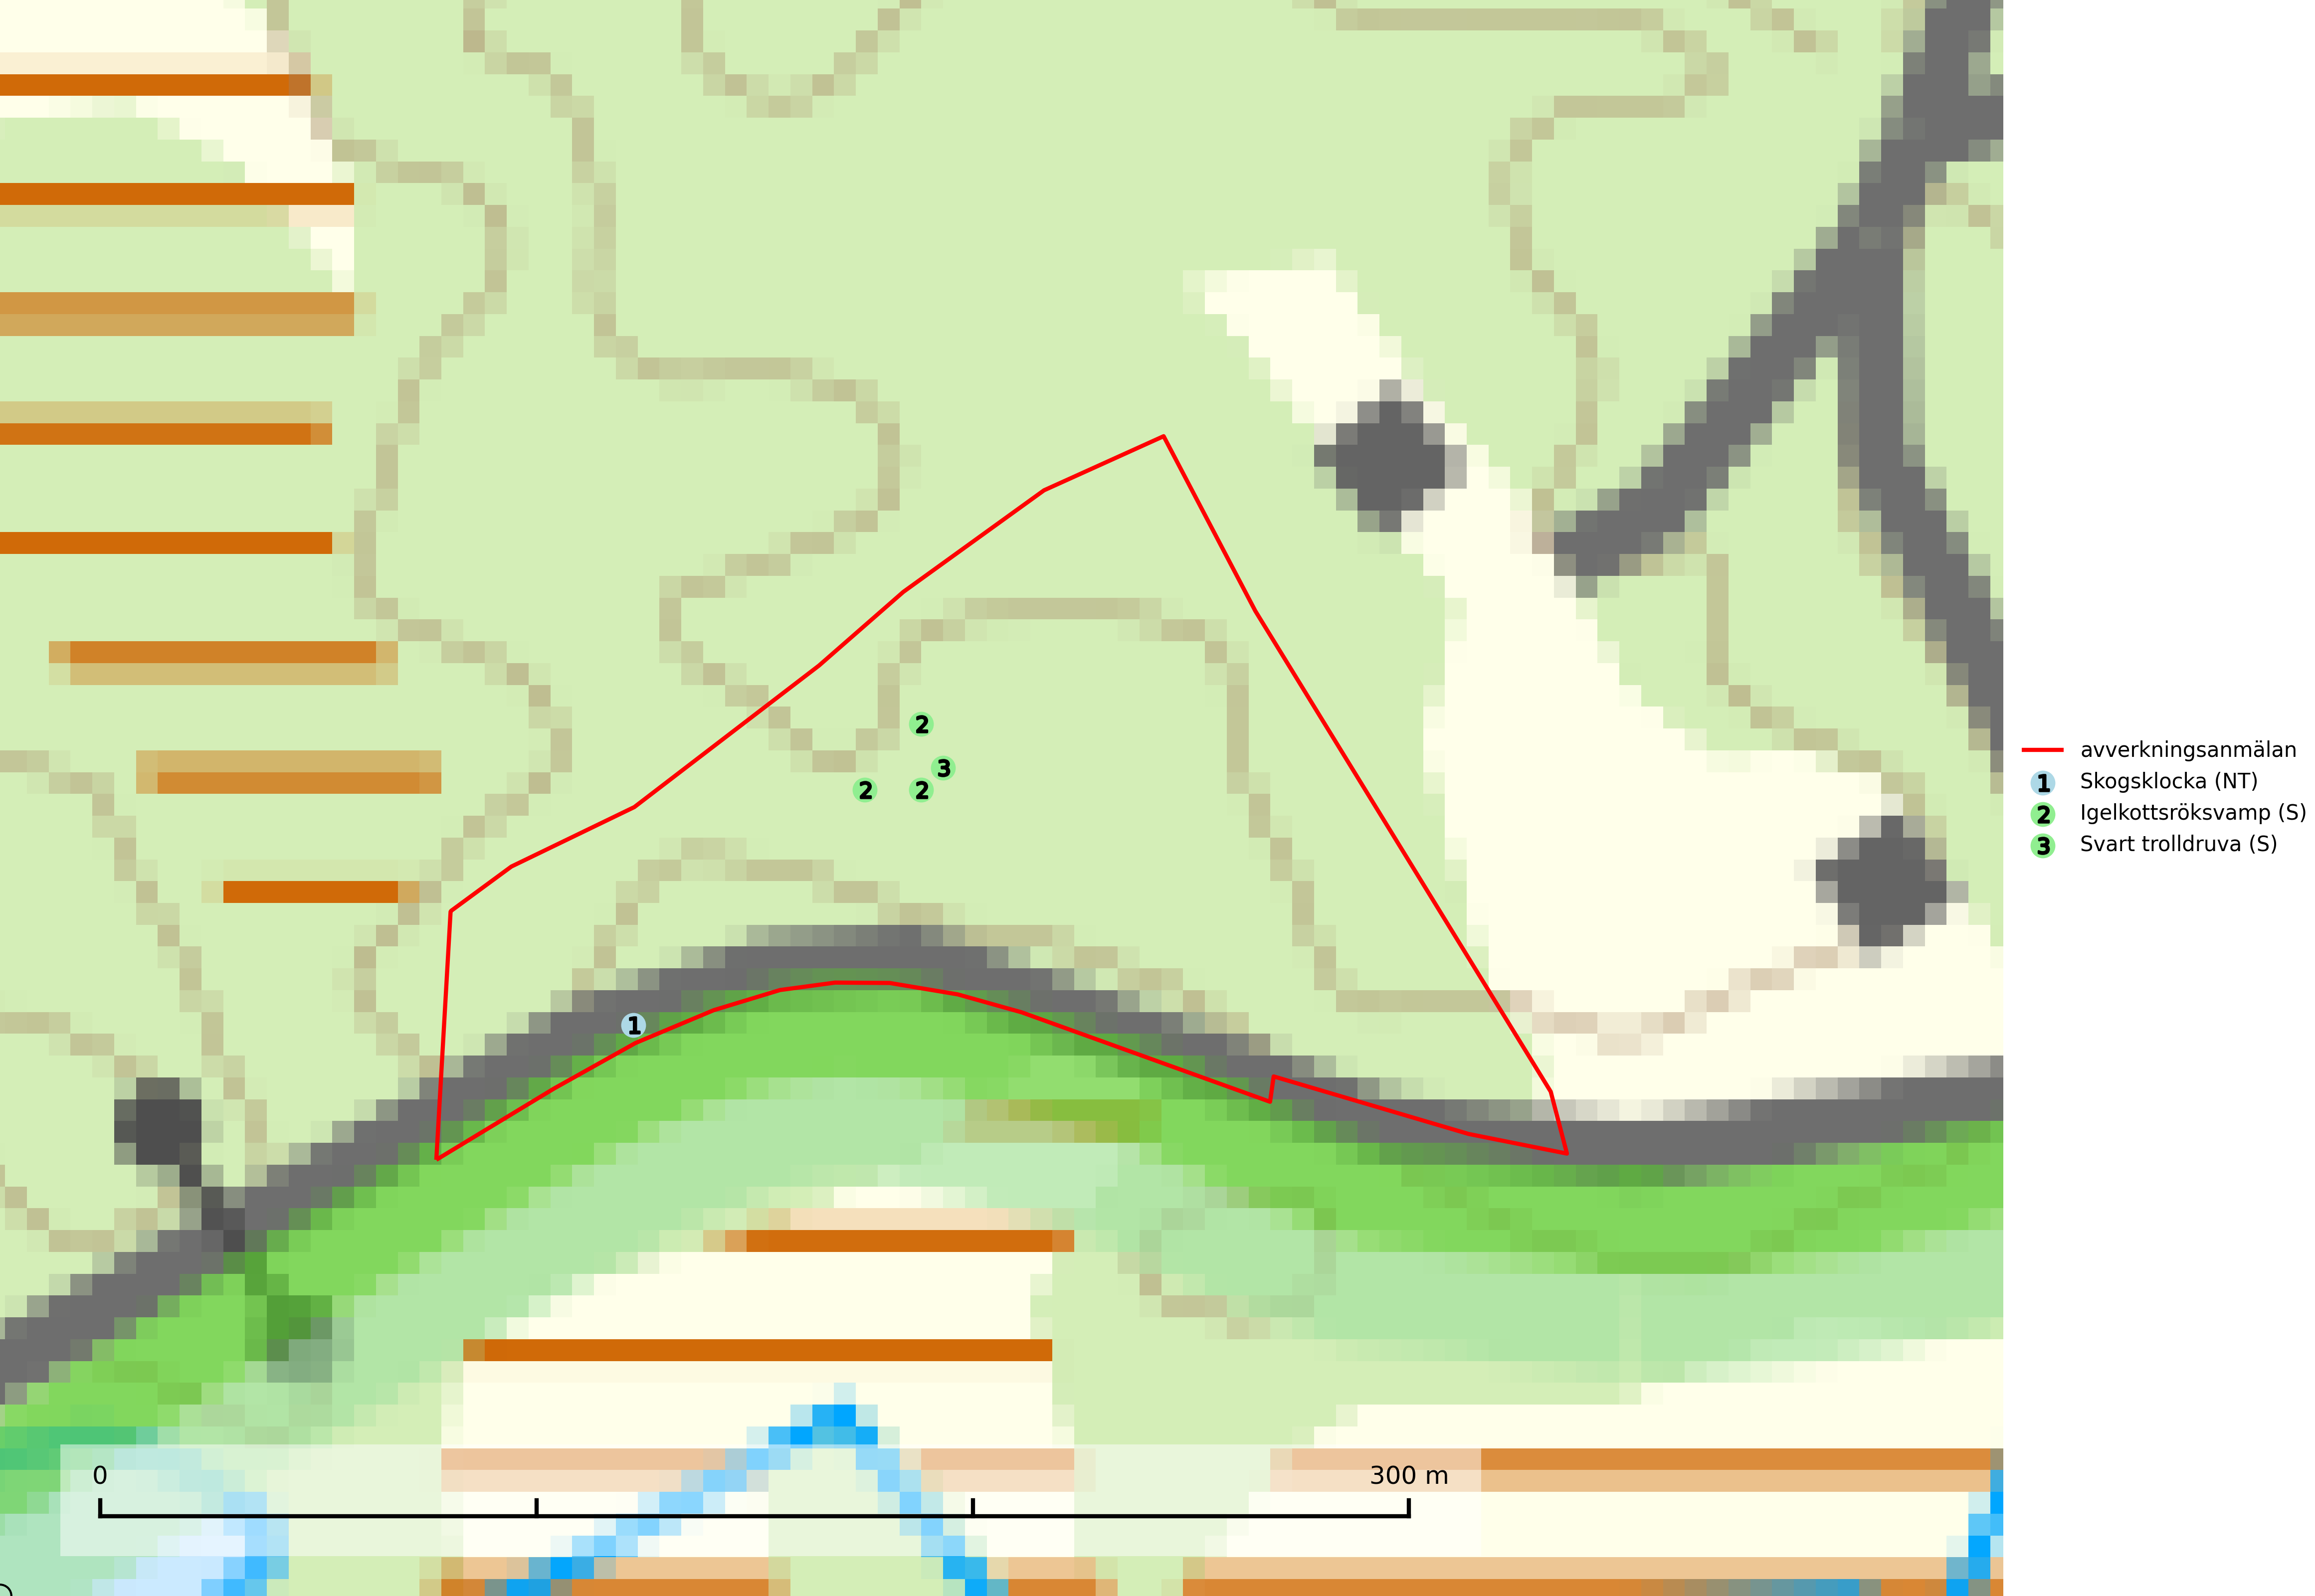 2
3
2 2
1
avverkningsanmälan
1 Skogsklocka (NT)
2 Igelkottsröksvamp (S)
3 Svart trolldruva (S)
0 300 m